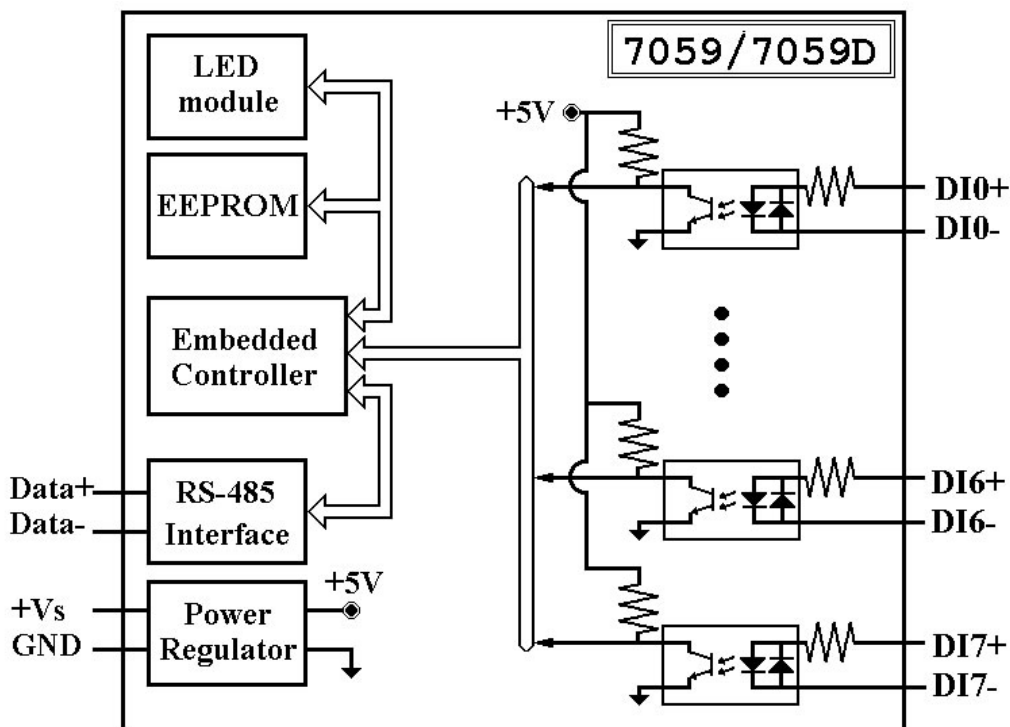 7059/7059D
LED
module
EEPROM
Embedded
Controller
RS-485
Interface
Power
Regulator
Data+
Data-
+Vs
GND
+5V
+5V
DI0+
DI0-
DI6+
DI6-
DI7+
DI7-